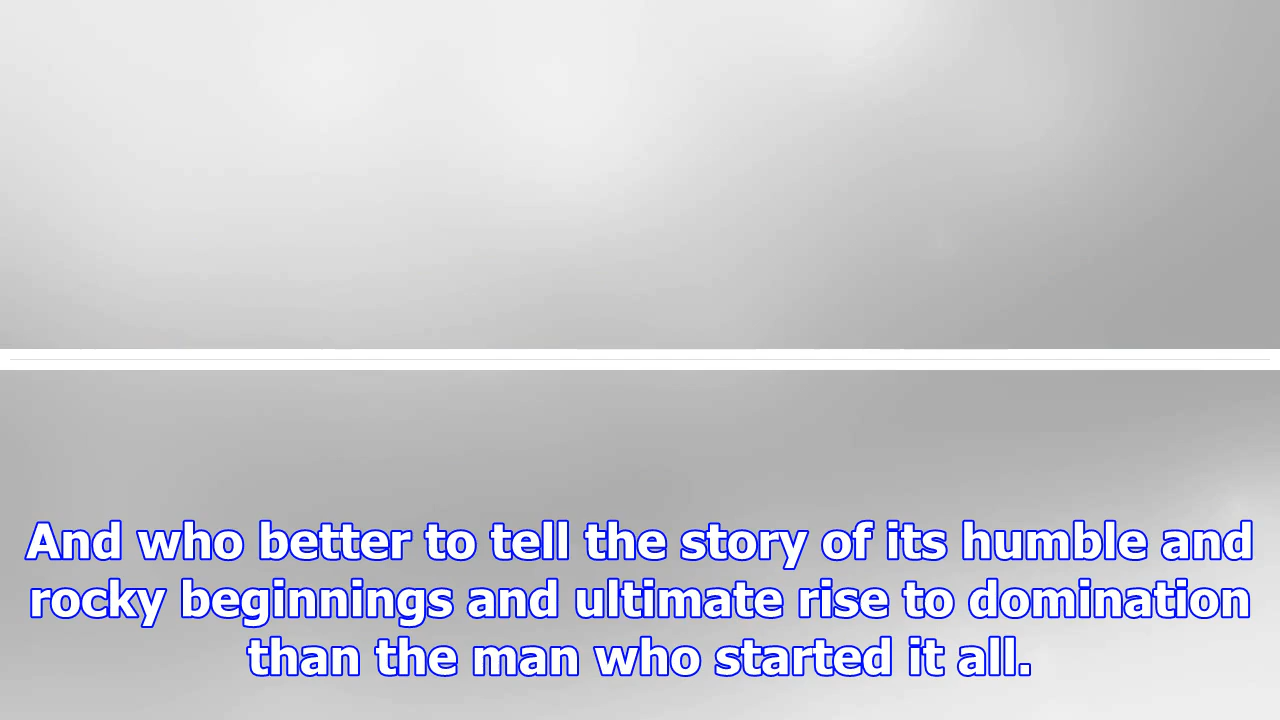 And who better to tell the story of its humble and
rocky beginnings and ultimate rise to domination
than the man who started it all.